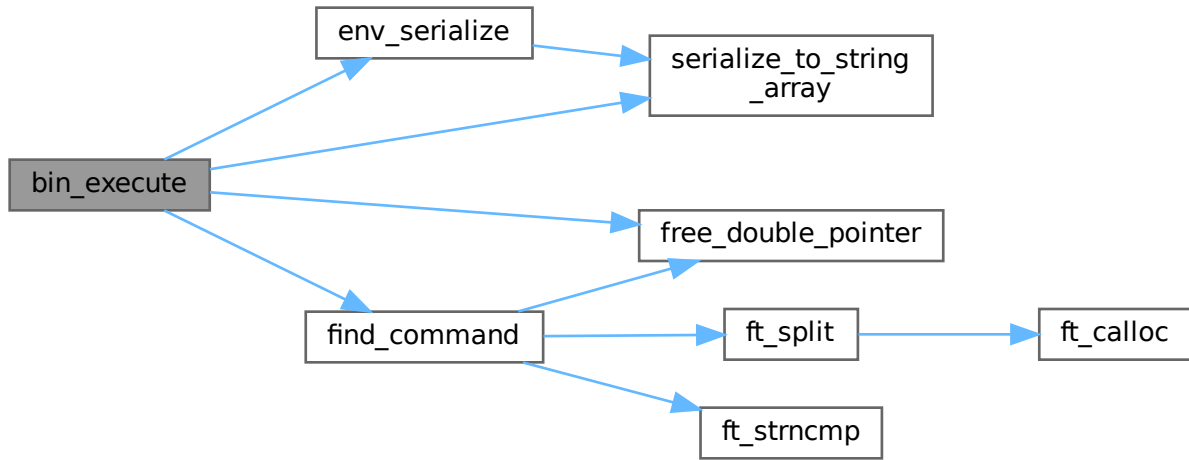 env_serialize
serialize_to_string
_array
bin_execute
free_double_pointer
find_command
ft_split
ft_calloc
ft_strncmp